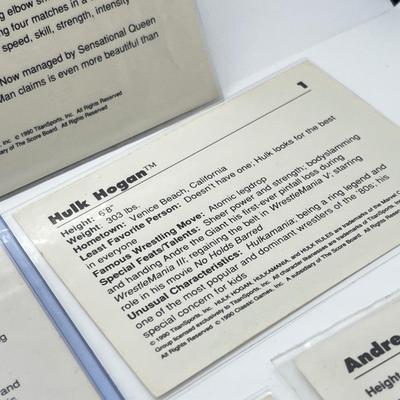 ng elbow sm
ng four matches in a
speed, skill, strength, intensity
Now managed by Sensational Queen
Man claims is even more beautiful than
Inc. © 1990 TitanSports, Inc. All Rights Reserved
ary of The Score Board. All Rights Reserved
1
Hulk Hogan™
Height: 6'8"
Weight: 303 lbs.
Hometown: Venice Beach, California
Least Favorite Person: Doesn't have one; Hulk looks for the best
in everyone
Famous Wrestling Move: Atomic legdrop
Special Feats/Talents: Sheer power and strength; bodyslamming
and handing Andre the Giant his first-ever pinfall loss during
WrestleMania III; regaining the belt in WrestleMania V; starring
role in his movie No Holds Barred
Unusual Characteristics: Hulkamania; being a ring legend and
one of the most popular and dominant wrestlers of the '80s; his
special concern for kids
© 1990 TitanSports, Inc. HULK HOGAN, HULKAMANIA, and HULK RULES are trademarks of the Marvel C
Group licensed exclusively to TitanSports, Inc. All character names are trademarks of TitanSports, Inc.
All Rights Reserved © 1990 Classic Games, Inc. A subsidiary of The Score Board.
All Rights Reserved
and
Andre
Height